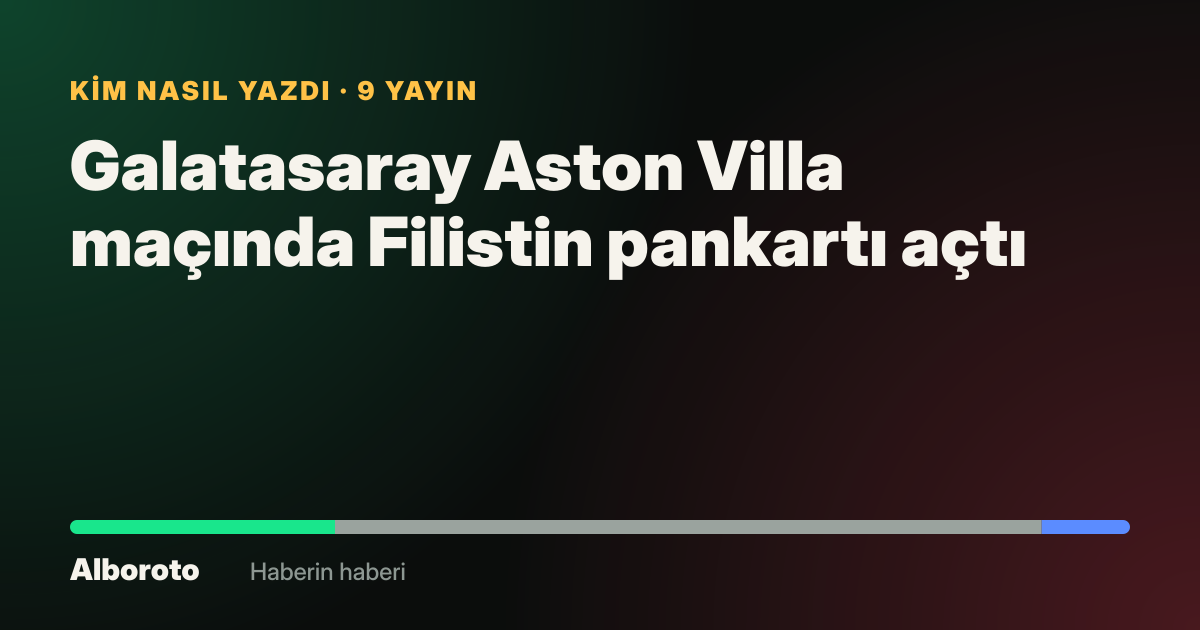 KİM NASIL YAZDI · 9 YAYIN
Galatasaray Aston Villa
maçında Filistin pankartı açtı
Alboroto
Haberin haberi